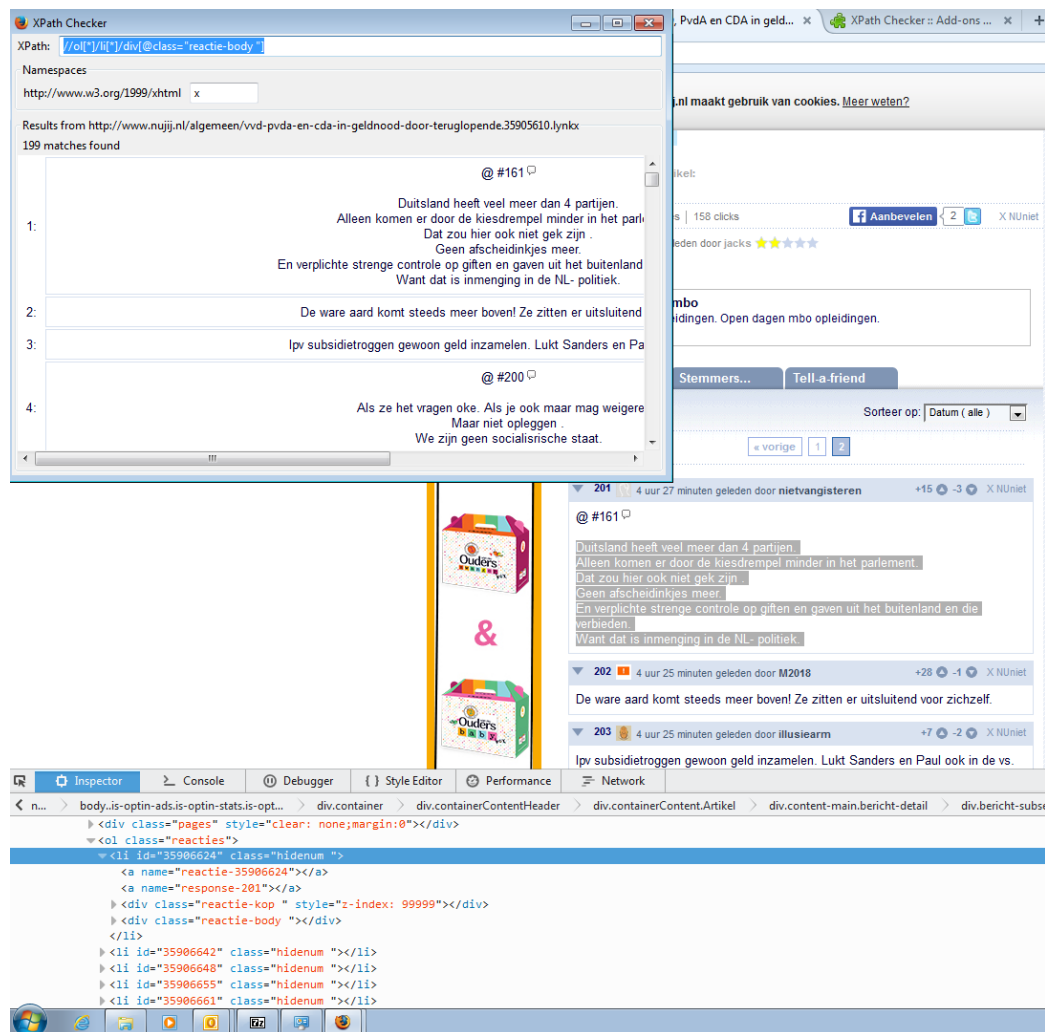 XPath Checker
XPath: //ol[*]/li[*]/div[@class="reactie-body "]
Namespaces
http://www.w3.org/1999/xhtml x
Results from http://www.nujij.nl/algemeen/vvd-pvda-en-cda-in-geldnood-door-teruglopende.35905610.lynkx
199 matches found
1:
@ #161
Duitsland heeft veel meer dan 4 partijen.
Alleen komen er door de kiesdrempel minder in het parl
Dat zou hier ook niet gek zijn .
Geen afscheidinkjes meer.
En verplichte strenge controle op giften en gaven uit het buitenland
Want dat is inmenging in de NL- politiek.
2: De ware aard komt steeds meer boven! Ze zitten er uitsluitend
3: Ipv subsidietroggen gewoon geld inzamelen. Lukt Sanders en Pa
4:
@ #200
Als ze het vragen oke. Als je ook maar mag weigere
Maar niet opleggen .
We zijn geen socialisrische staat.
, PvdA en CDA in geld... XPath Checker :: Add-ons ...
j.nl maakt gebruik van cookies. Meer weten?
ikel:
s | 158 clicks Aanbevelen 2 X NUniet
leden door jacks
mbo
eidingen. Open dagen mbo opleidingen.
Stemmers... Tell-a-friend
Sorteer op: Datum ( alle )
« vorige 1 2
201 4 uur 27 minuten geleden door nietvangisteren +15 -3 X NUniet
@ #161
Duitsland heeft veel meer dan 4 partijen.
Alleen komen er door de kiesdrempel minder in het parlement.
Dat zou hier ook niet gek zijn .
Geen afscheidinkjes meer.
En verplichte strenge controle op giften en gaven uit het buitenland en die
verbieden.
Want dat is inmenging in de NL- politiek.
202 4 uur 25 minuten geleden door M2018 +28 -1 X NUniet
De ware aard komt steeds meer boven! Ze zitten er uitsluitend voor zichzelf.
203 4 uur 25 minuten geleden door illusiearm +7 -2 X NUniet
Ipv subsidietroggen gewoon geld inzamelen. Lukt Sanders en Paul ook in de vs.
Ouders
&
Ouders
baby
Inspector Console Debugger { } Style Editor Performance Network
n... body..is-optin-ads.is-optin-stats.is-opt... div.container div.containerContentHeader div.containerContent.Artikel div.content-main.bericht-detail div.bericht-subse
<div class="pages" style="clear: none;margin:0"></div>
<ol class="reacties">
<li id="35906624" class="hidenum ">
<a name="reactie-35906624"></a>
<a name="response-201"></a>
<div class="reactie-kop " style="z-index: 99999"></div>
<div class="reactie-body "></div>
</li>
<li id="35906642" class="hidenum "></li>
<li id="35906648" class="hidenum "></li>
<li id="35906655" class="hidenum "></li>
<li id="35906661" class="hidenum "></li>